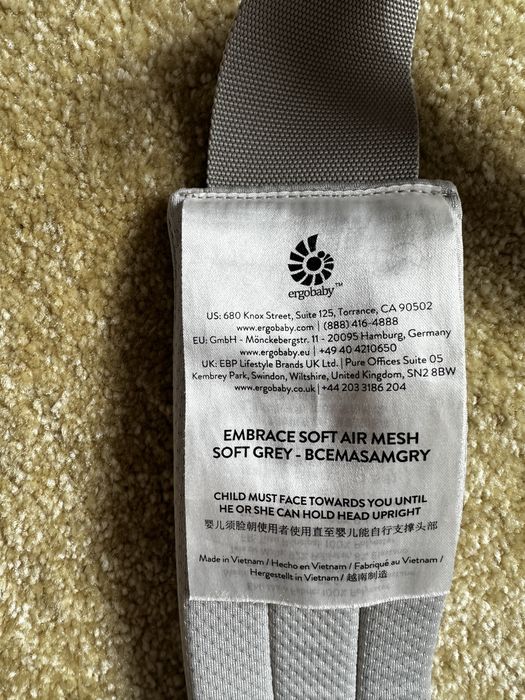 ergobaby™
US: 680 Knox Street, Suite 125, Torrance, CA 90502
www.ergobaby.com | (888) 416-4888
EU: GmbH - Mönckebergstr. 11 - 20095 Hamburg, Germany
www.ergobaby.eu | +49 40 4210650
UK: EBP Lifestyle Brands UK Ltd. | Pure Offices Suite 05
Kembrey Park, Swindon, Wiltshire, United Kingdom, SN2 8BW
www.ergobaby.co.uk | +44 203 3186 204
EMBRACE SOFT AIR MESH
SOFT GREY - BCEMASAMGRY
CHILD MUST FACE TOWARDS YOU UNTIL
HE OR SHE CAN HOLD HEAD UPRIGHT
婴儿须脸朝使用者使用直至婴儿能自行支撑头部
Made in Vietnam / Hecho en Vietnam / Fabriqué au Vietnam /
Hergestellt in Vietnam / 越南制造